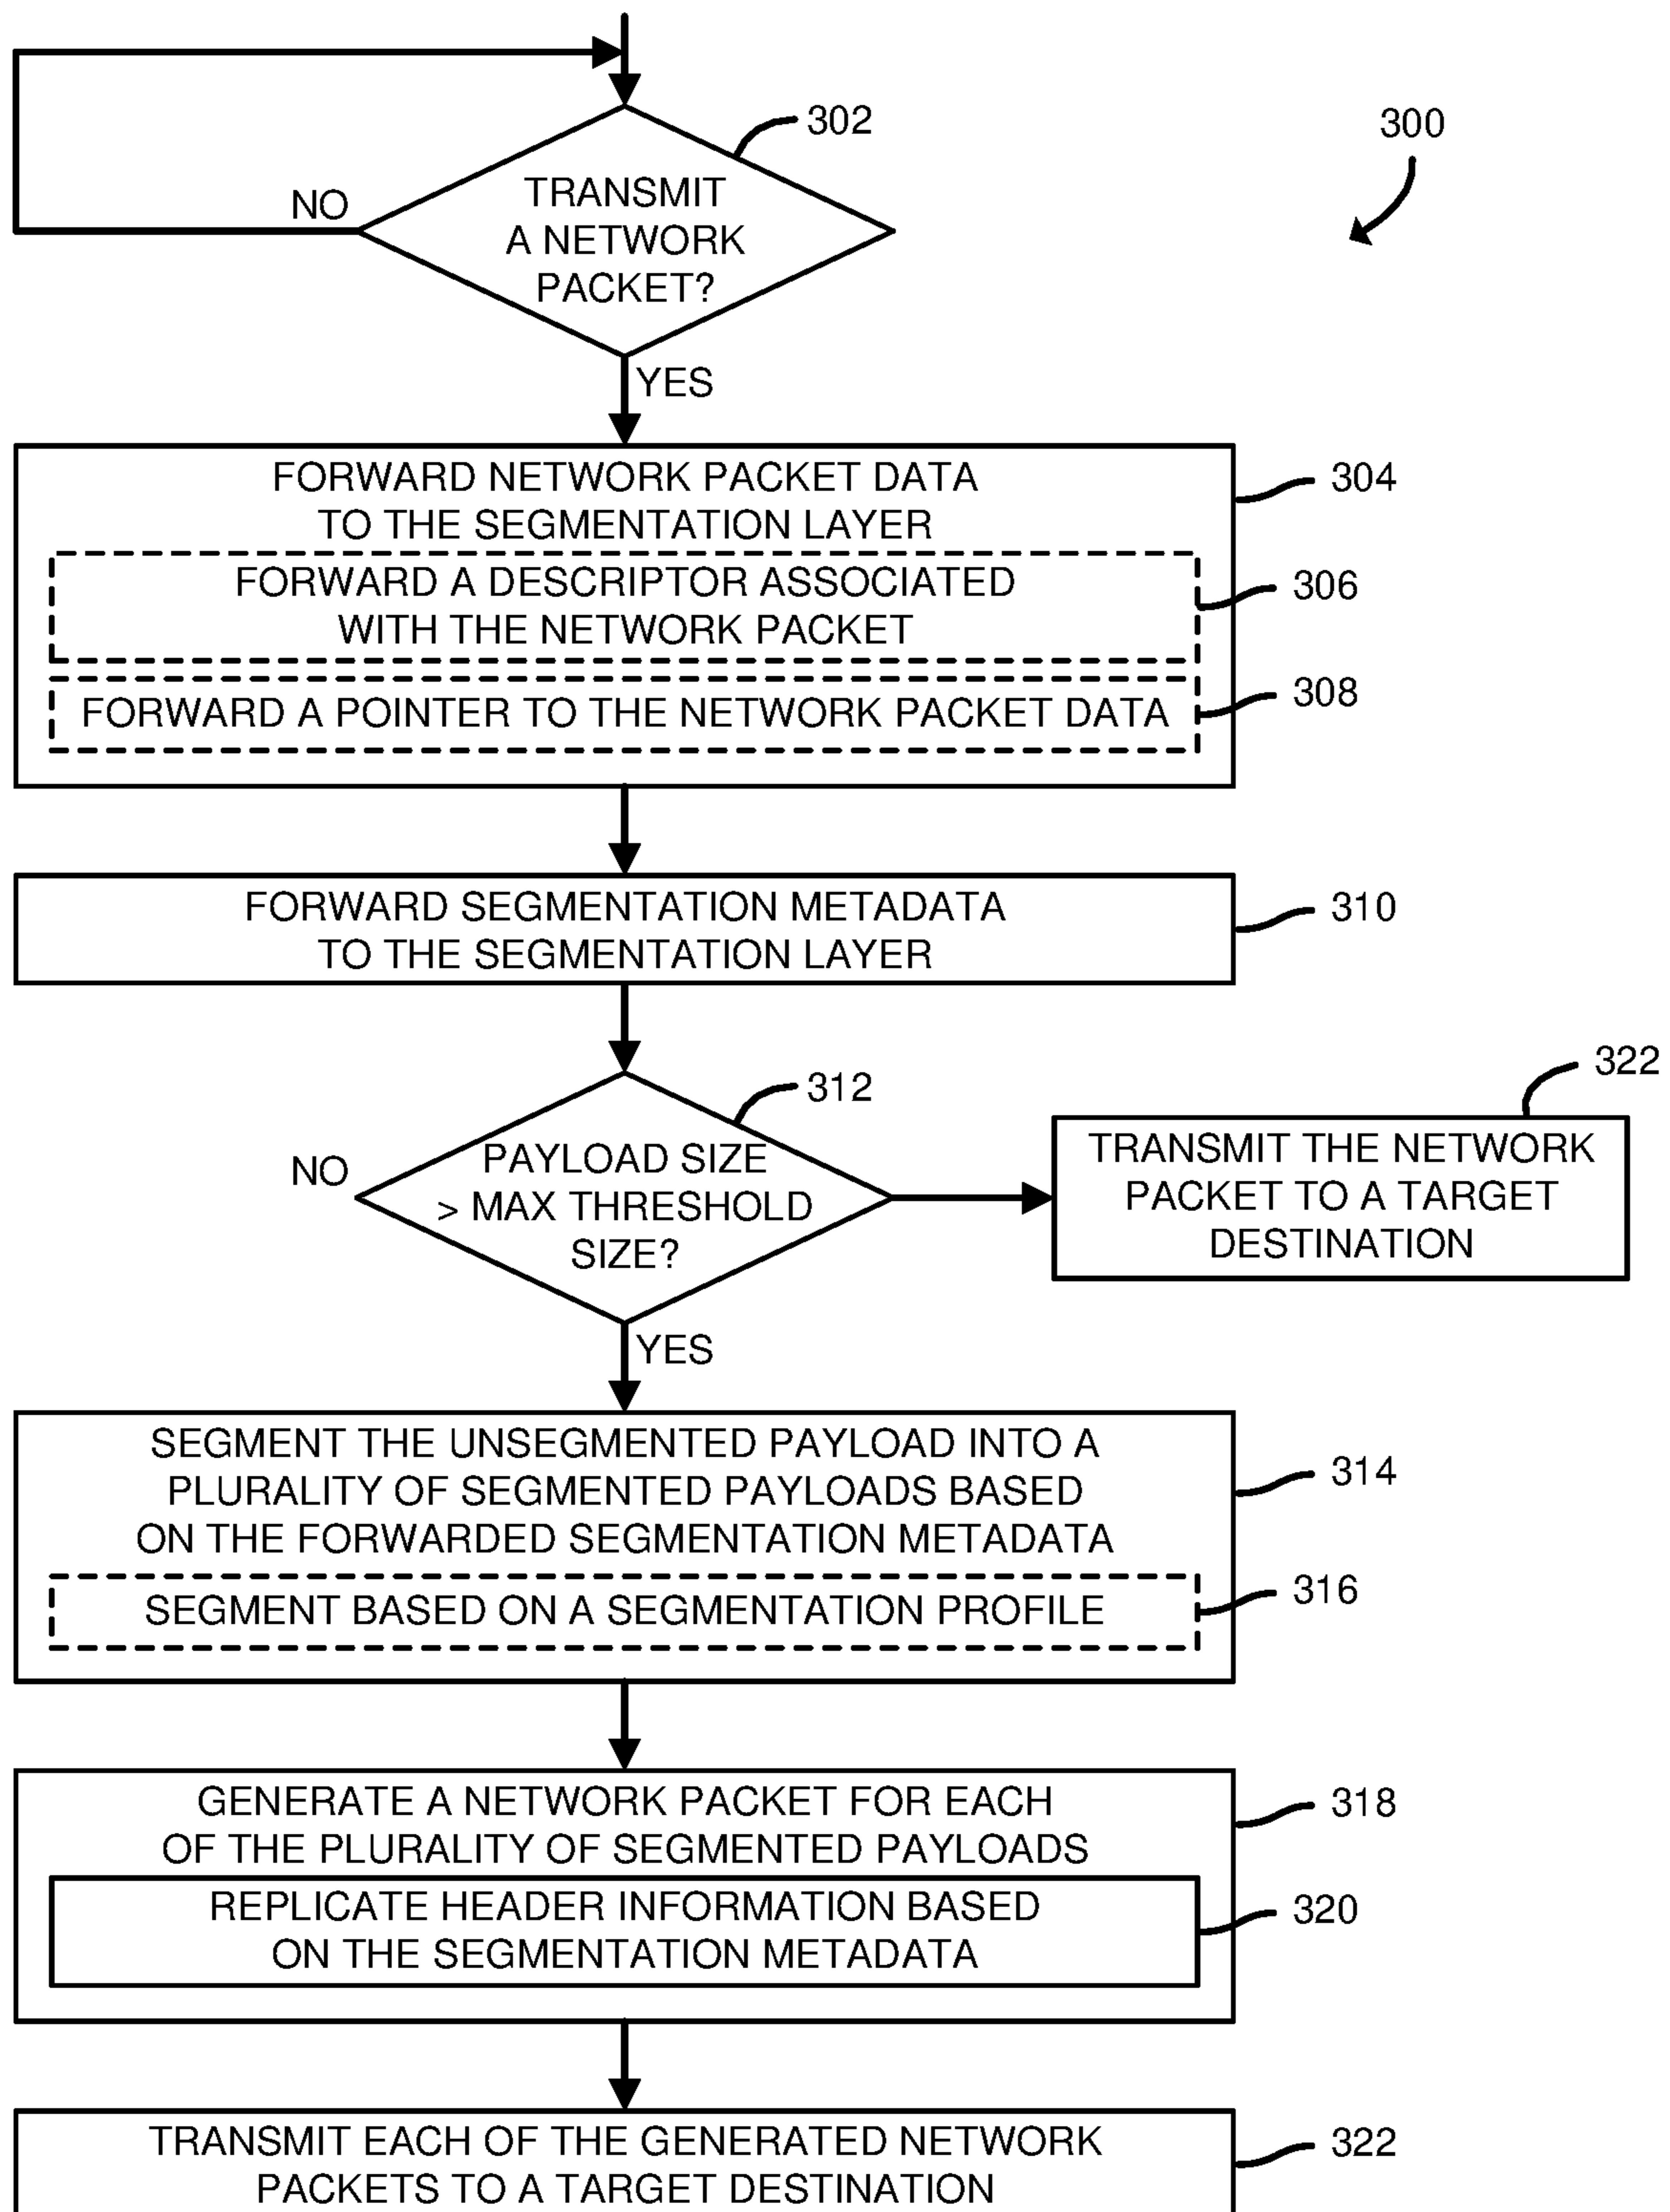 302
300
NO
TRANSMIT
A NETWORK
PACKET?
YES
FORWARD NETWORK PACKET DATA
TO THE SEGMENTATION LAYER
304
FORWARD A DESCRIPTOR ASSOCIATED
WITH THE NETWORK PACKET
306
FORWARD A POINTER TO THE NETWORK PACKET DATA
308
FORWARD SEGMENTATION METADATA
TO THE SEGMENTATION LAYER
310
312
NO
PAYLOAD SIZE
> MAX THRESHOLD
SIZE?
322
TRANSMIT THE NETWORK
PACKET TO A TARGET
DESTINATION
YES
SEGMENT THE UNSEGMENTED PAYLOAD INTO A
PLURALITY OF SEGMENTED PAYLOADS BASED
ON THE FORWARDED SEGMENTATION METADATA
314
SEGMENT BASED ON A SEGMENTATION PROFILE
316
GENERATE A NETWORK PACKET FOR EACH
OF THE PLURALITY OF SEGMENTED PAYLOADS
318
REPLICATE HEADER INFORMATION BASED
ON THE SEGMENTATION METADATA
320
TRANSMIT EACH OF THE GENERATED NETWORK
PACKETS TO A TARGET DESTINATION
322